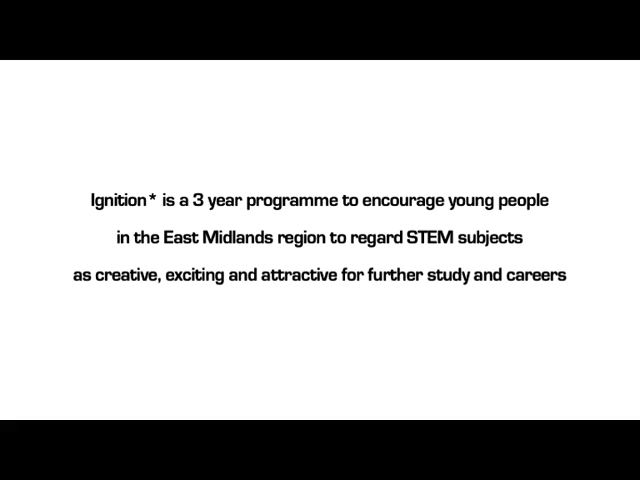 Ignition* is a 3 year programme to encourage young people
in the East Midlands region to regard STEM subjects
as creative, exciting and attractive for further study and careers